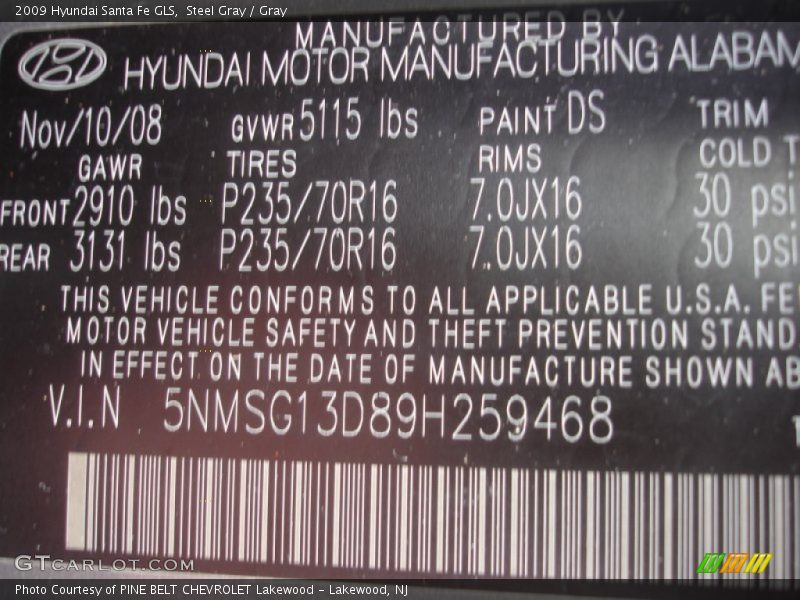 2009 Hyundai Santa Fe GLS, Steel Gray / Gray
MANUFACTURED BY
HYUNDAI MOTOR MANUFACTURING ALABAM
Nov/10/08 GVWR 5115 lbs PAINT DS TRIM
GAWR TIRES RIMS COLD T
FRONT 2910 lbs P235/70R16 7.0JX16 30 psi
REAR 3131 lbs P235/70R16 7.0JX16 30 psi
THIS VEHICLE CONFORMS TO ALL APPLICABLE U.S.A. FE
MOTOR VEHICLE SAFETY AND THEFT PREVENTION STAND
IN EFFECT ON THE DATE OF MANUFACTURE SHOWN AB
V.I.N 5NMSG13D89H259468
GTCARLOT.COM
Photo Courtesy of PINE BELT CHEVROLET Lakewood - Lakewood, NJ